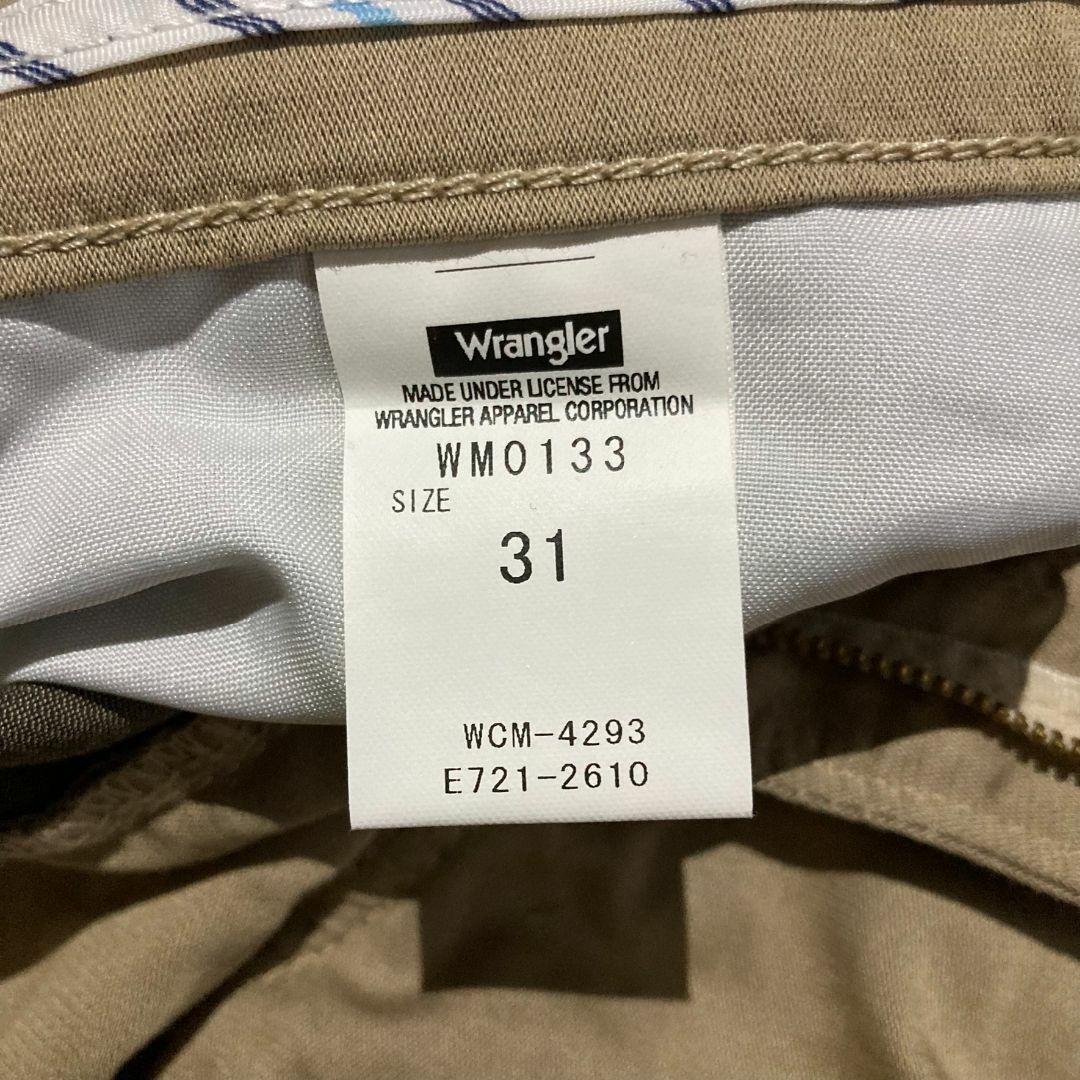 Wrangler
MADE UNDER LICENSE FROM
WRANGLER APPAREL CORPORATION
WM0133
SIZE
31
WCM-4293
E721-2610